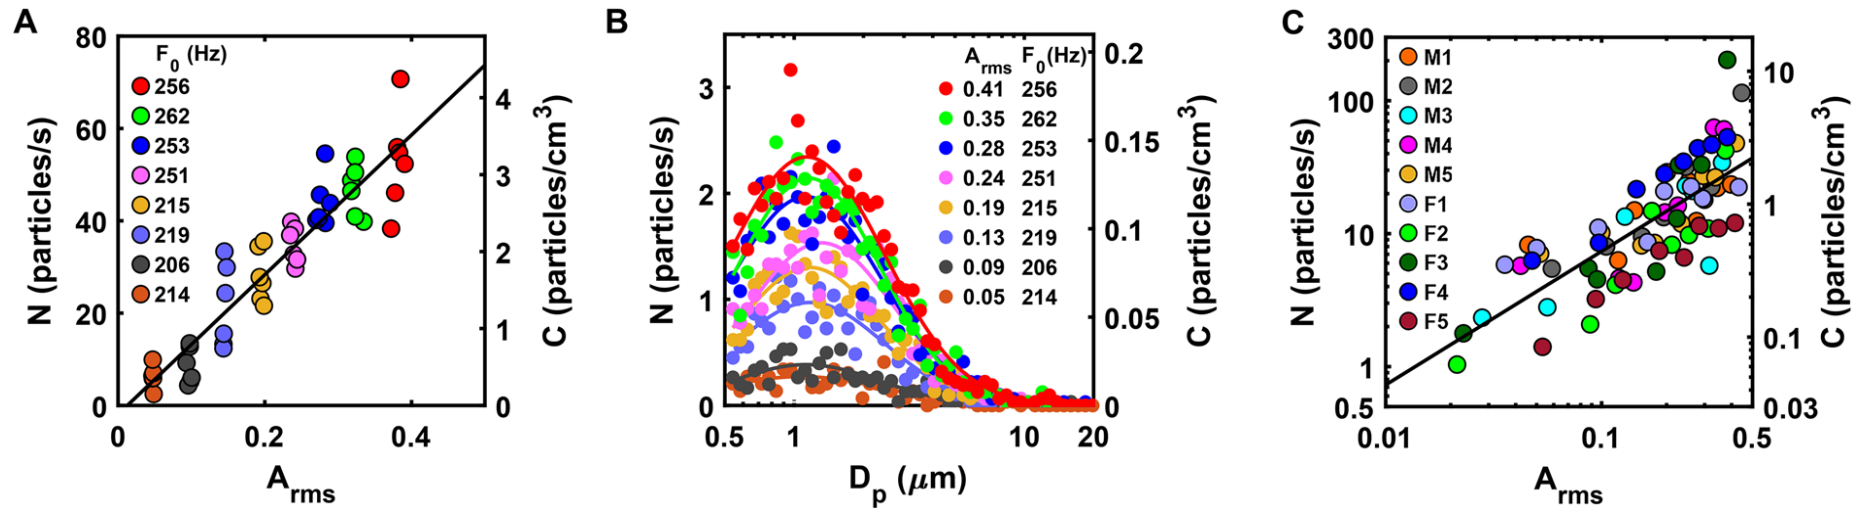 A
F0 (Hz)
256
262
253
251
215
219
206
214
80
60
40
20
0
N (particles/s)
0
0.2
0.4
Arms
4
3
2
1
0
C (particles/cm3)
B
Arms F0(Hz)
0.41 256
0.35 262
0.28 253
0.24 251
0.19 215
0.13 219
0.09 206
0.05 214
3
2
1
0
N (particles/s)
0.5
1
10
20
Dp (μm)
0.2
0.15
0.1
0.05
0
C (particles/cm3)
C
M1
M2
M3
M4
M5
F1
F2
F3
F4
F5
300
100
10
1
0.5
N (particles/s)
0.01
0.1
0.5
Arms
10
1
0.1
0.03
C (particles/cm3)